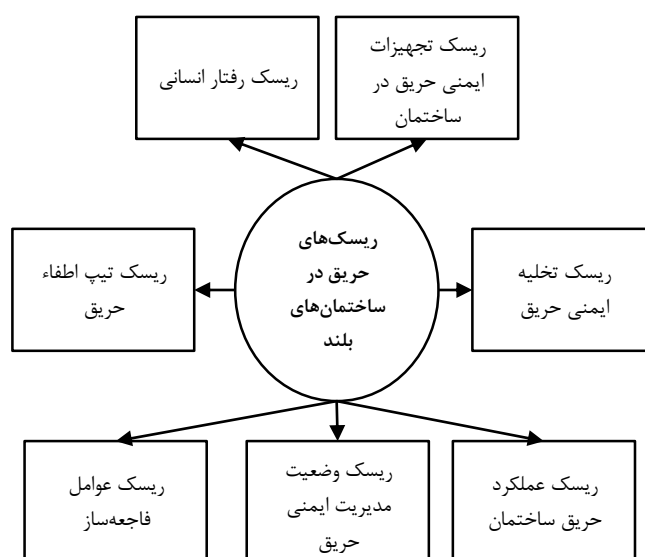 ریسک تجهیزات
ایمنی حریق در
ساختمان
ریسک رفتار انسانی
ریسک‌های
حریق در
ساختمان‌های
بلند
ریسک تخلیه
ایمنی حریق
ریسک تیپ اطفاء
حریق
ریسک عملکرد
حریق ساختمان
ریسک وضعیت
مدیریت ایمنی
حریق
ریسک عوامل
فاجعه‌ساز